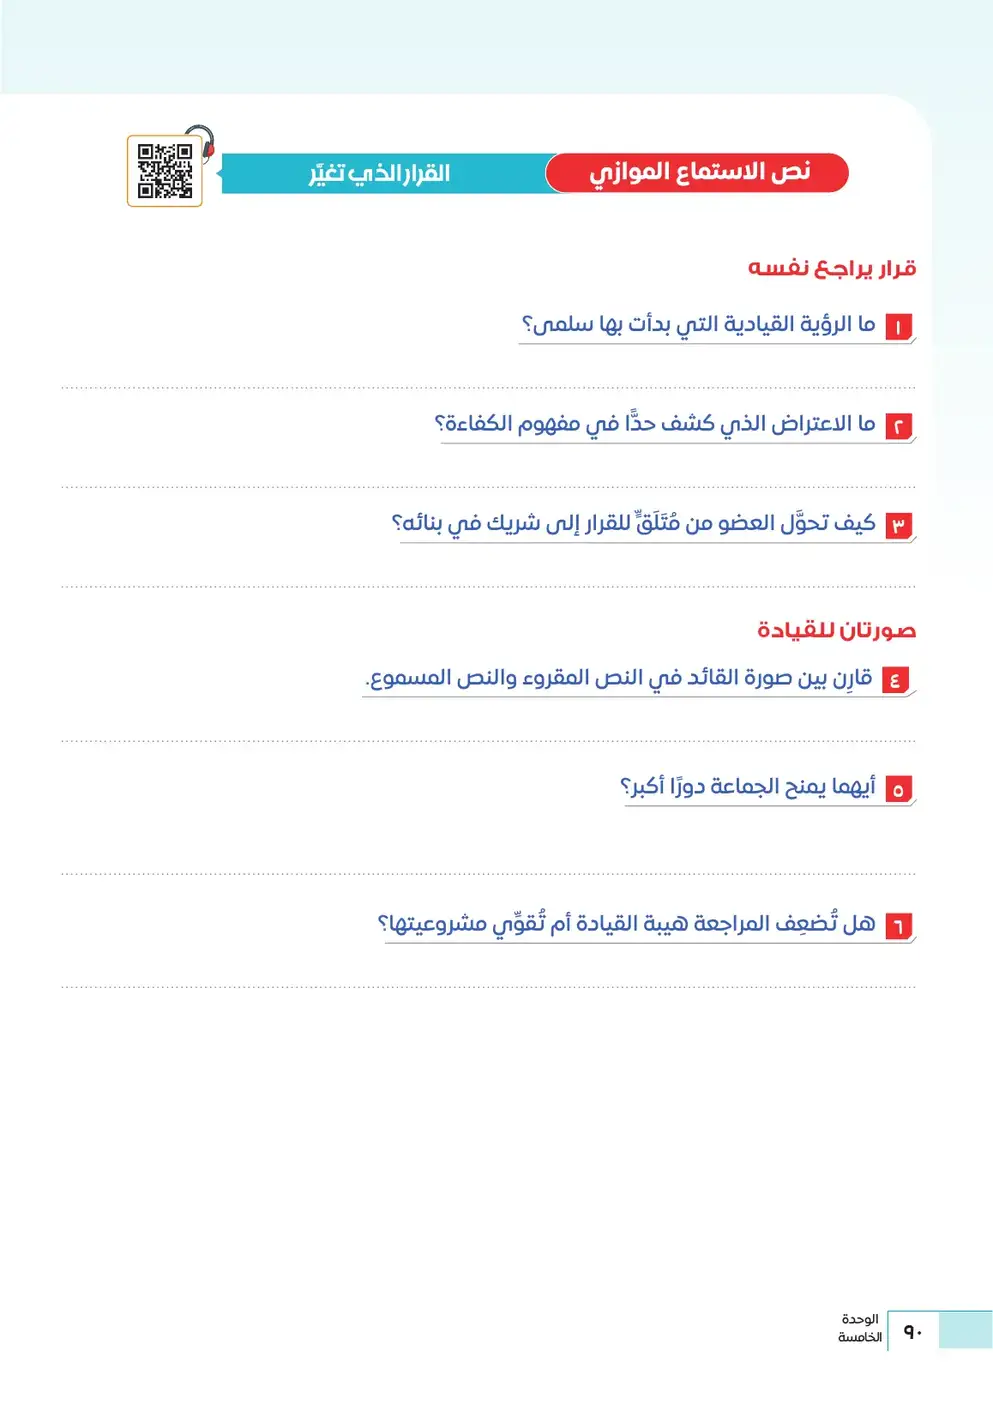 نص الاستماع الموازي
القرار الذي تغيّر
قرار يراجع نفسه
١ ما الرؤية القيادية التي بدأت بها سلمى؟
٢ ما الاعتراض الذي كشف حدًّا في مفهوم الكفاءة؟
٣ كيف تحوَّل العضو من مُتَلَقٍّ للقرار إلى شريك في بنائه؟
صورتان للقيادة
٤ قارِن بين صورة القائد في النص المقروء والنص المسموع.
٥ أيهما يمنح الجماعة دورًا أكبر؟
٦ هل تُضعِف المراجعة هيبة القيادة أم تُقوِّي مشروعيتها؟
الوحدة
الخامسة
٩٠